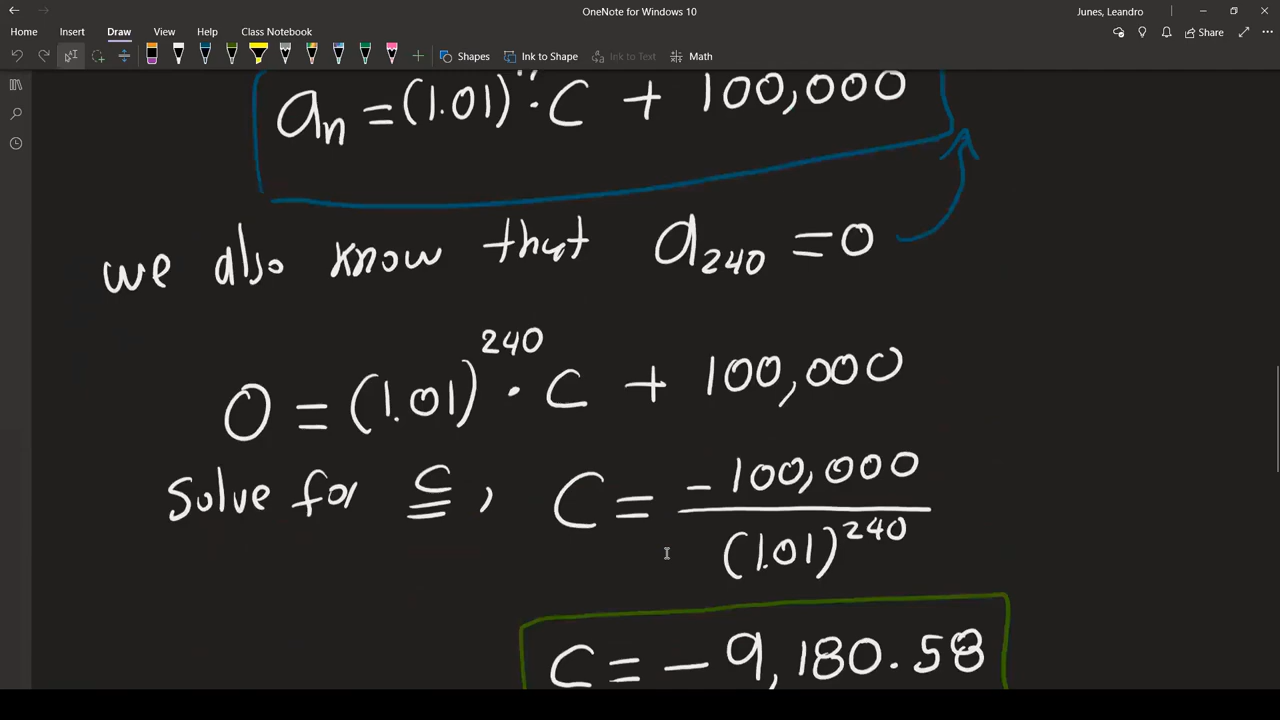 OneNote for Windows 10
Junes, Leandro
Home Insert Draw View Help Class Notebook
Share
Shapes Ink to Shape Ink to Text Math
aₙ = (1.01)ⁿ · C + 100,000
we also know that a₂₄₀ = 0
0 = (1.01)²⁴⁰ · C + 100,000
Solve for C, C = -100,000
(1.01)²⁴⁰
C = - 9,180.58